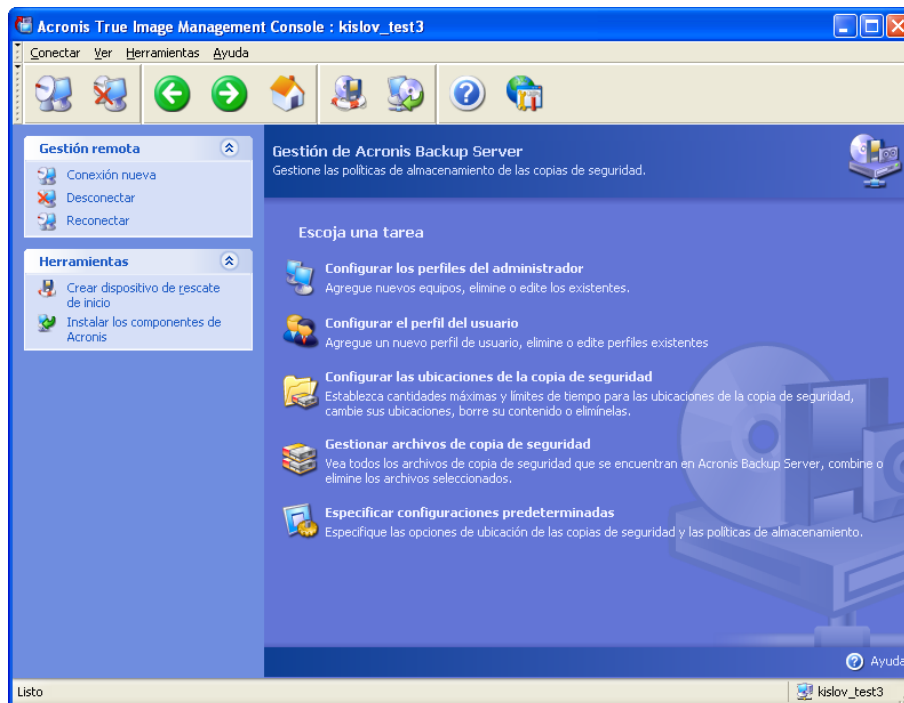 Acronis True Image Management Console : kislov_test3
Conectar Ver Herramientas Ayuda
Gestión remota
Conexión nueva
Desconectar
Reconectar
Herramientas
Crear dispositivo de rescate
de inicio
Instalar los componentes de
Acronis
Gestión de Acronis Backup Server
Gestione las políticas de almacenamiento de las copias de seguridad.
Escoja una tarea
Configurar los perfiles del administrador
Agregue nuevos equipos, elimine o edite los existentes.
Configurar el perfil del usuario
Agregue un nuevo perfil de usuario, elimine o edite perfiles existentes
Configurar las ubicaciones de la copia de seguridad
Establezca cantidades máximas y límites de tiempo para las ubicaciones de la copia de seguridad,
cambie sus ubicaciones, borre su contenido o elimínelas.
Gestionar archivos de copia de seguridad
Vea todos los archivos de copia de seguridad que se encuentran en Acronis Backup Server, combine o
elimine los archivos seleccionados.
Especificar configuraciones predeterminadas
Especifique las opciones de ubicación de las copias de seguridad y las políticas de almacenamiento.
Ayuda
Listo
kislov_test3